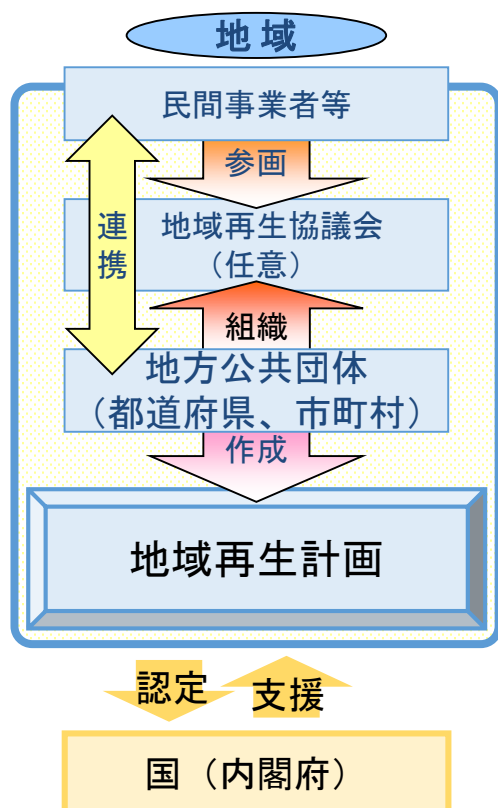 地域
民間事業者等
参画
連携
地域再生協議会
（任意）
組織
地方公共団体
（都道府県、市町村）
作成
地域再生計画
認定
支援
国（内閣府）